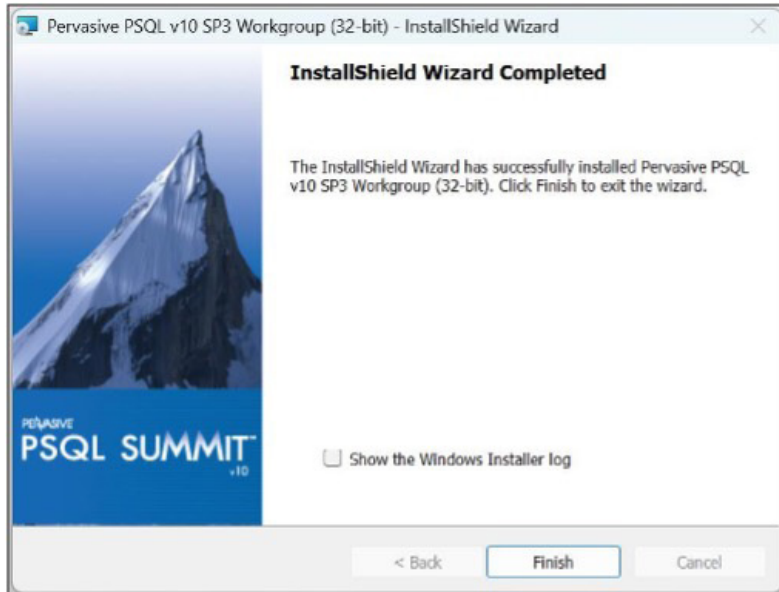 Pervasive PSQL v10 SP3 Workgroup (32-bit) - InstallShield Wizard
InstallShield Wizard Completed
The InstallShield Wizard has successfully installed Pervasive PSQL
v10 SP3 Workgroup (32-bit). Click Finish to exit the wizard.
PERVASIVE
PSQL SUMMIT™
v10
Show the Windows Installer log
< Back
Finish
Cancel